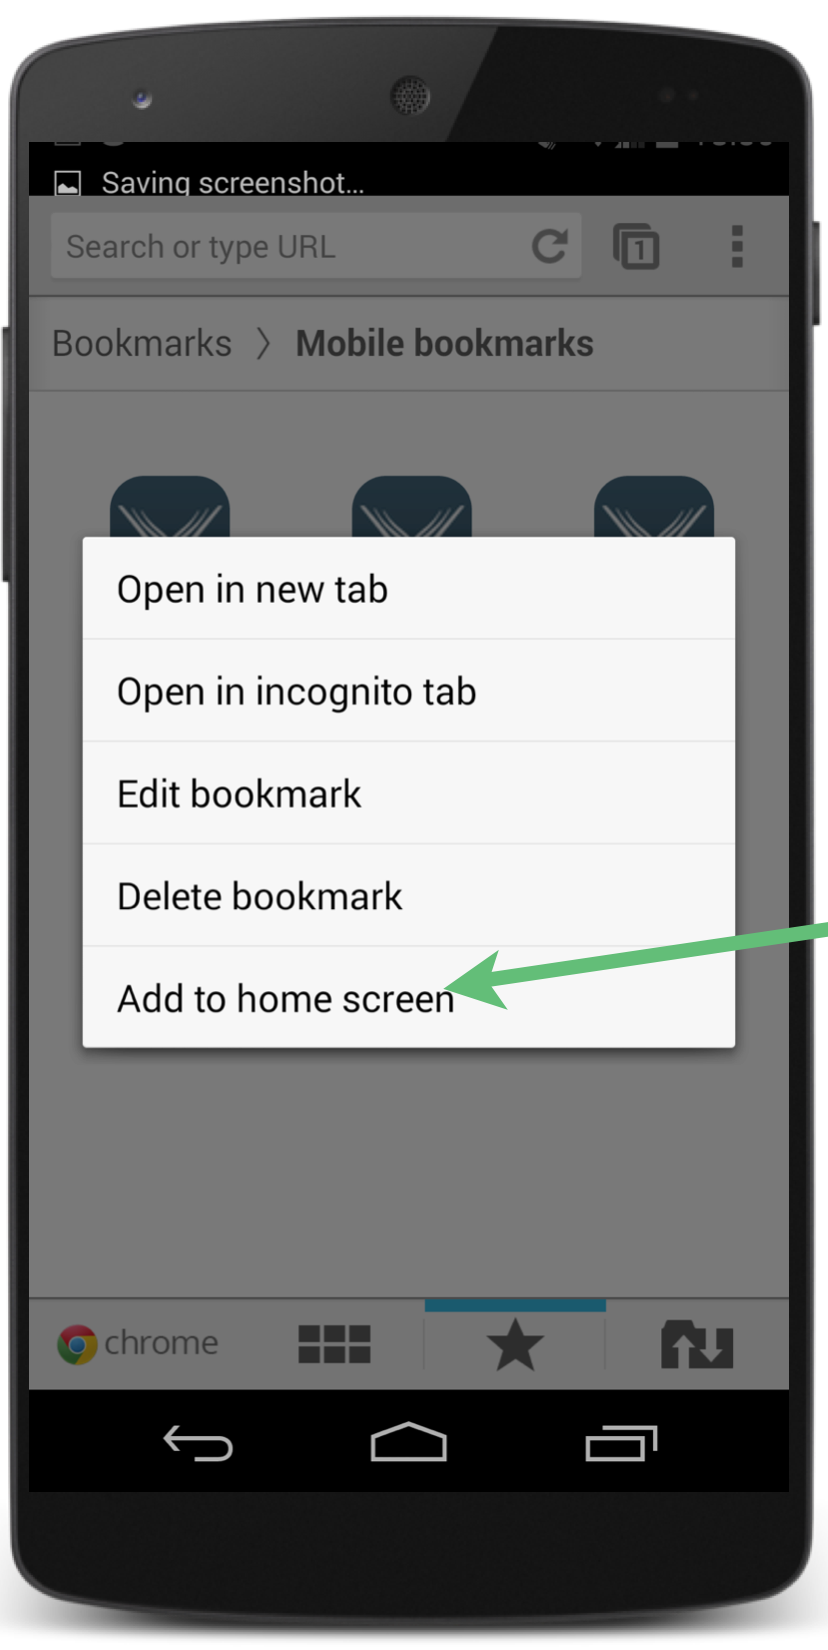 Saving screenshot...
Search or type URL
1
Bookmarks > Mobile bookmarks
Open in new tab
Open in incognito tab
Edit bookmark
Delete bookmark
Add to home screen
chrome